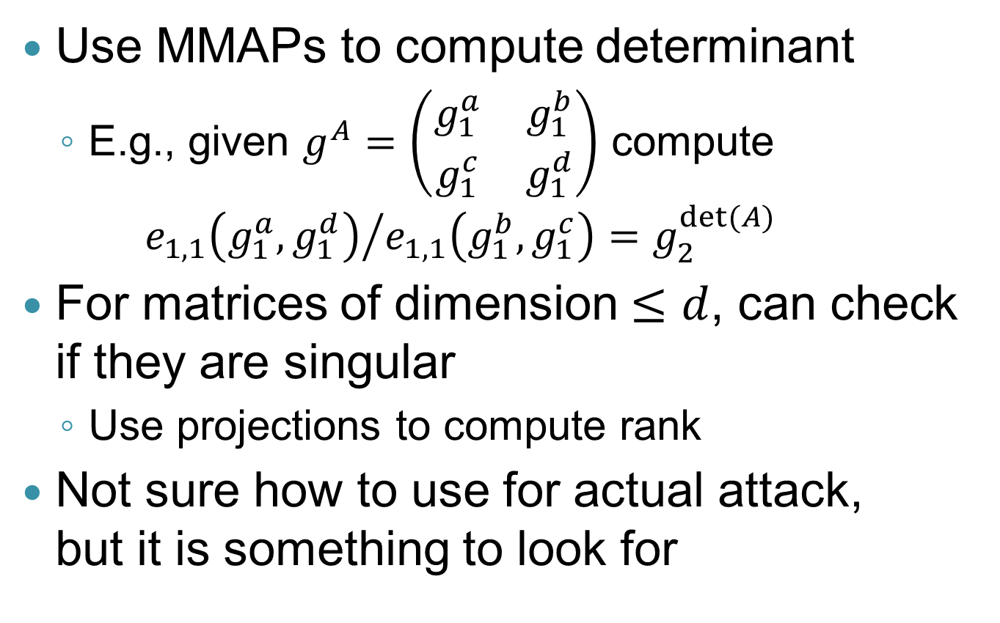 • Use MMAPs to compute determinant
◦ E.g., given $g^A = \begin{pmatrix} g_1^a & g_1^b \\ g_1^c & g_1^d \end{pmatrix}$ compute
$e_{1,1}(g_1^a, g_1^d)/e_{1,1}(g_1^b, g_1^c) = g_2^{\det(A)}$
• For matrices of dimension $\leq d$, can check
if they are singular
◦ Use projections to compute rank
• Not sure how to use for actual attack,
but it is something to look for